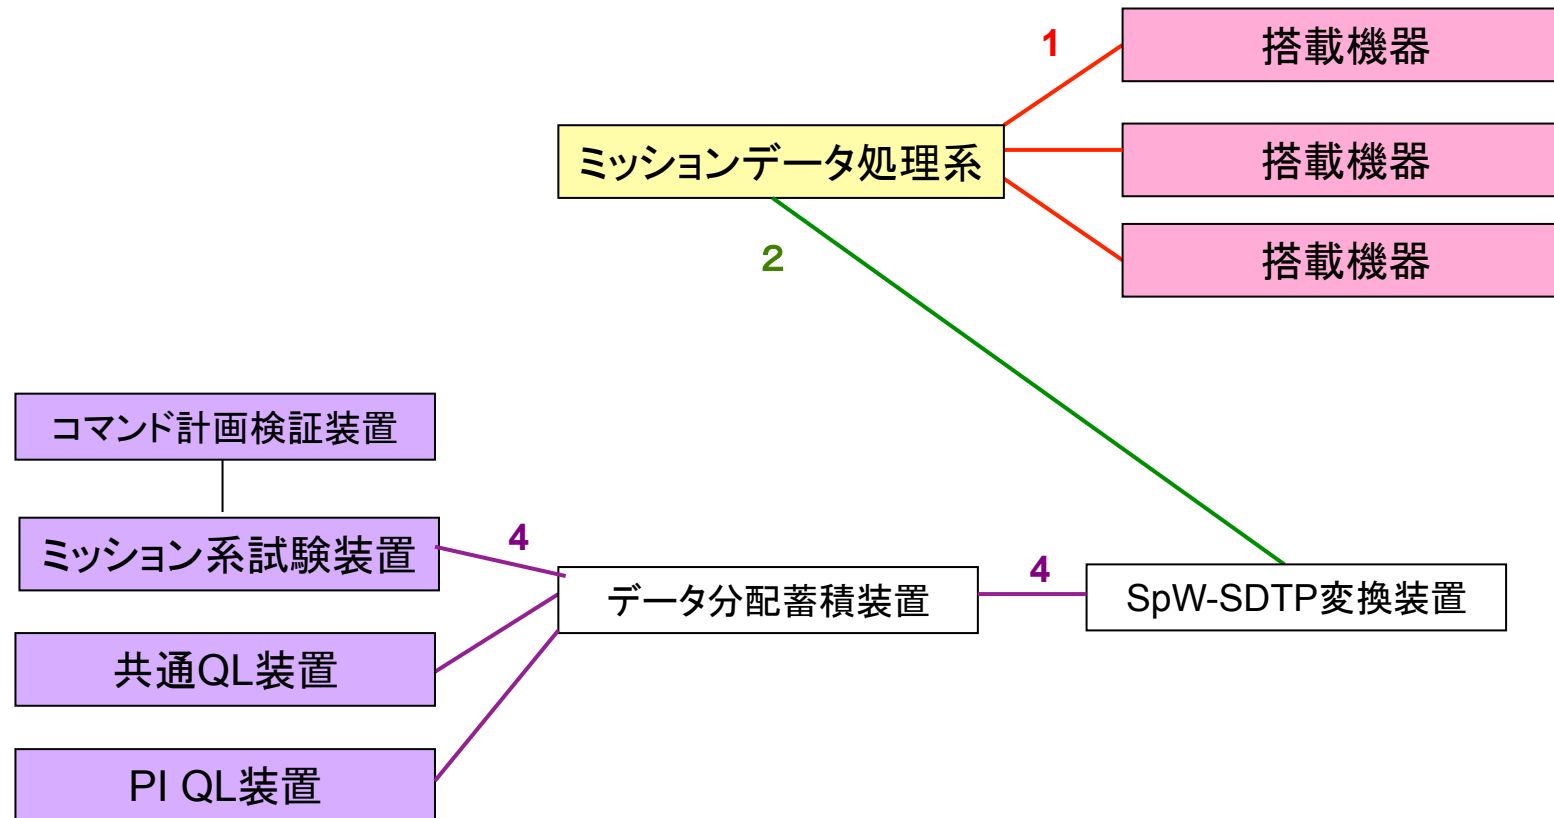 1
搭載機器
ミッションデータ処理系
搭載機器
2
搭載機器
コマンド計画検証装置
ミッション系試験装置
4
データ分配蓄積装置
4
SpW-SDTP変換装置
共通QL装置
PI QL装置